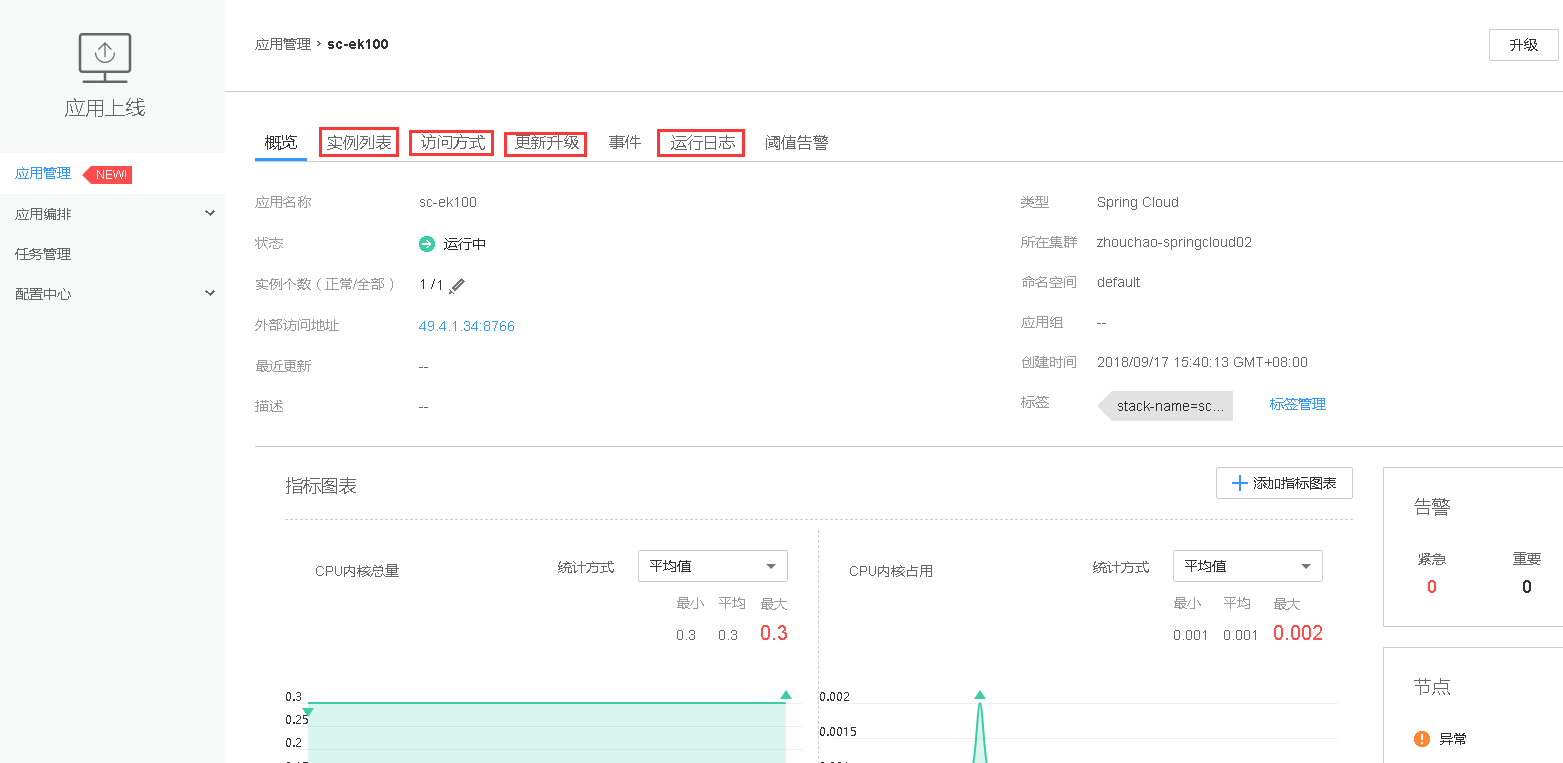 应用上线
应用管理 NEW!
应用编排
任务管理
配置中心
应用管理 › sc-ek100
升级
概览 实例列表 访问方式 更新升级 事件 运行日志 阈值告警
应用名称 sc-ek100
状态 运行中
实例个数（正常/全部） 1 /1
外部访问地址 49.4.1.34:8766
最近更新 --
描述 --
类型 Spring Cloud
所在集群 zhouchao-springcloud02
命名空间 default
应用组 --
创建时间 2018/09/17 15:40:13 GMT+08:00
标签 stack-name=sc... 标签管理
指标图表
添加指标图表
CPU内核总量 统计方式 平均值
最小 平均 最大
0.3 0.3 0.3
0.3
0.25
0.2
CPU内核占用 统计方式 平均值
最小 平均 最大
0.001 0.001 0.002
0.002
0.0015
告警
紧急 重要
0 0
节点
异常